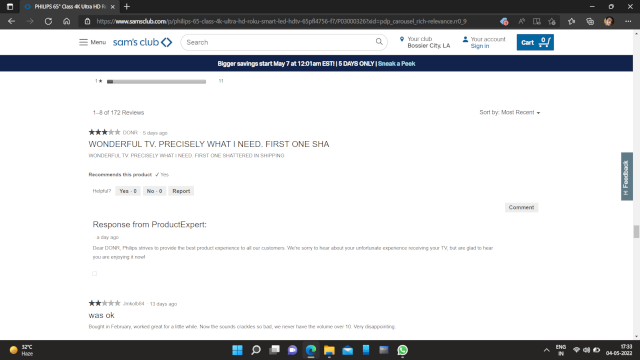 PHILIPS 65" Class 4K Ultra HD Ro
https://www.samsclub.com/p/philips-65-class-4k-ultra-hd-roku-smart-led-hdtv-65pfl4756-f7/P03003326?xid=pdp_carousel_rich-relevance.rr0_9
Menu sam's club Search Your club Bossier City, LA Your account Sign in Cart 0
Bigger savings start May 7 at 12:01am EST! | 5 DAYS ONLY | Sneak a Peek
1 11
1–8 of 172 Reviews Sort by: Most Recent
DONR · 5 days ago
WONDERFUL TV. PRECISELY WHAT I NEED. FIRST ONE SHA
WONDERFUL TV. PRECISELY WHAT I NEED. FIRST ONE SHATTERED IN SHIPPING
Recommends this product ✓ Yes
Helpful? Yes · 0 No · 0 Report
Feedback
Comment
Response from ProductExpert:
a day ago
Dear DONR, Philips strives to provide the best product experience to all our customers. We're sorry to hear about your unfortunate experience receiving your TV, but are glad to hear
you are enjoying it now!
13 days ago
was ok
Bought in February, worked great for a little while. Now the sounds crackles so bad, we never have the volume over 10. Very disappointing
32°C
Haze
ENG
IN
17:33
04-05-2022